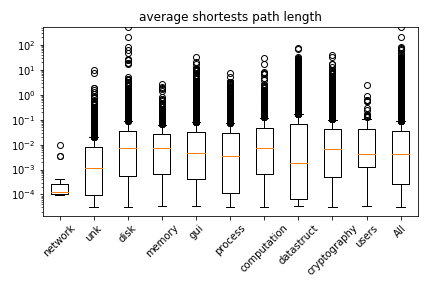 average shortests path length
10²
10¹
10⁰
10⁻¹
10⁻²
10⁻³
10⁻⁴
network
unk
disk
memory
gui
process
computation
datastruct
cryptography
users
All